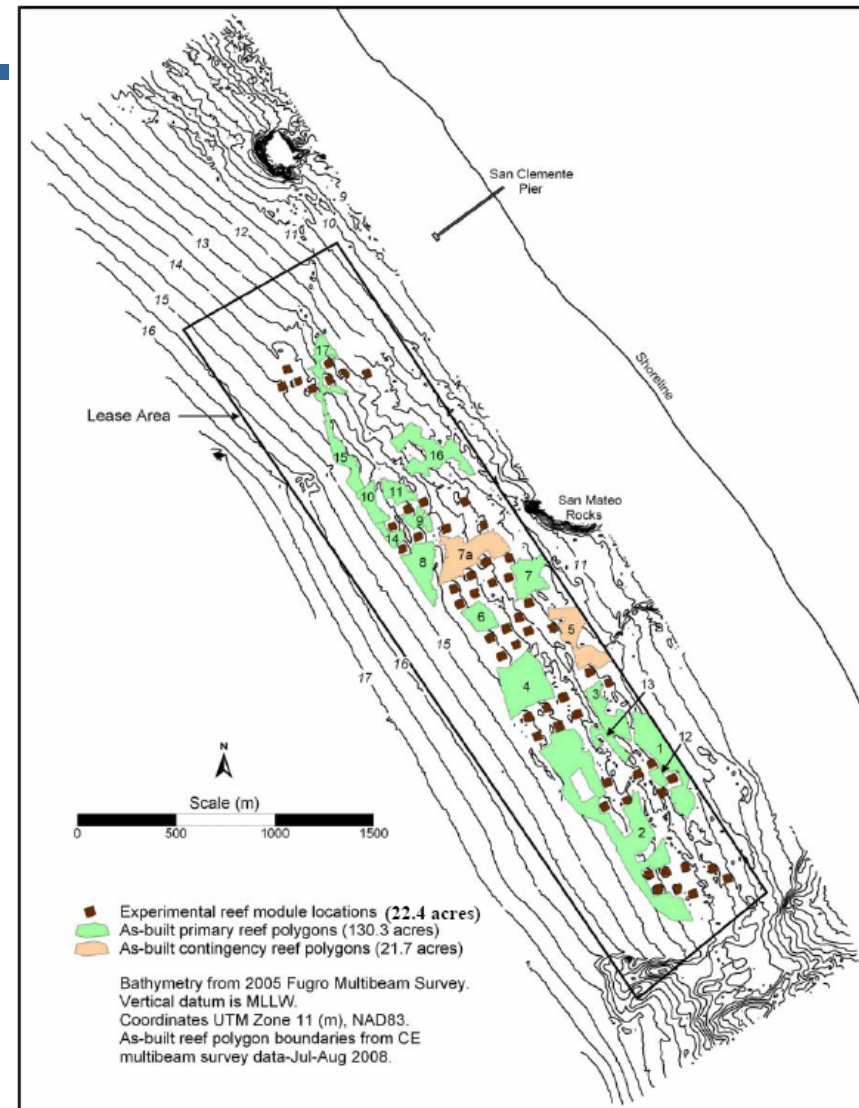 San Clemente
Pier
9
10
11
12
13
14
15
16
Shoreline
17
Lease Area
15
16
10
11
San Mateo
Rocks
9
14
7a
11
8
7
6
5
15
16
17
4
3
13
1
12
2
N
Scale (m)
0 500 1000 1500
Experimental reef module locations (22.4 acres)
As-built primary reef polygons (130.3 acres)
As-built contingency reef polygons (21.7 acres)
Bathymetry from 2005 Fugro Multibeam Survey.
Vertical datum is MLLW.
Coordinates UTM Zone 11 (m), NAD83.
As-built reef polygon boundaries from CE
multibeam survey data-Jul-Aug 2008.